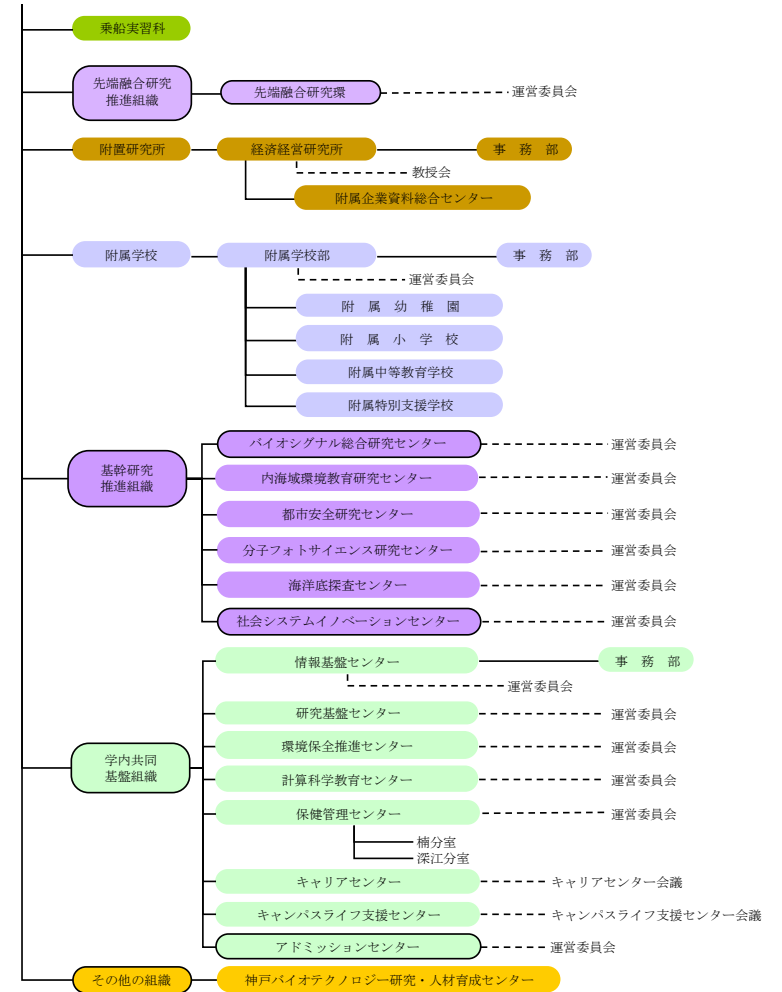 乗船実習科
先端融合研究
推進組織
先端融合研究環
運営委員会
附置研究所
経済経営研究所
事 務 部
教授会
附属企業資料総合センター
附属学校
附属学校部
事 務 部
運営委員会
附 属 幼 稚 園
附 属 小 学 校
附属中等教育学校
附属特別支援学校
基幹研究
推進組織
バイオシグナル総合研究センター
運営委員会
内海域環境教育研究センター
運営委員会
都市安全研究センター
運営委員会
分子フォトサイエンス研究センター
運営委員会
海洋底探査センター
運営委員会
社会システムイノベーションセンター
運営委員会
学内共同
基盤組織
情報基盤センター
事 務 部
運営委員会
研究基盤センター
運営委員会
環境保全推進センター
運営委員会
計算科学教育センター
運営委員会
保健管理センター
運営委員会
楠分室
深江分室
キャリアセンター
キャリアセンター会議
キャンパスライフ支援センター
キャンパスライフ支援センター会議
アドミッションセンター
運営委員会
その他の組織
神戸バイオテクノロジー研究・人材育成センター